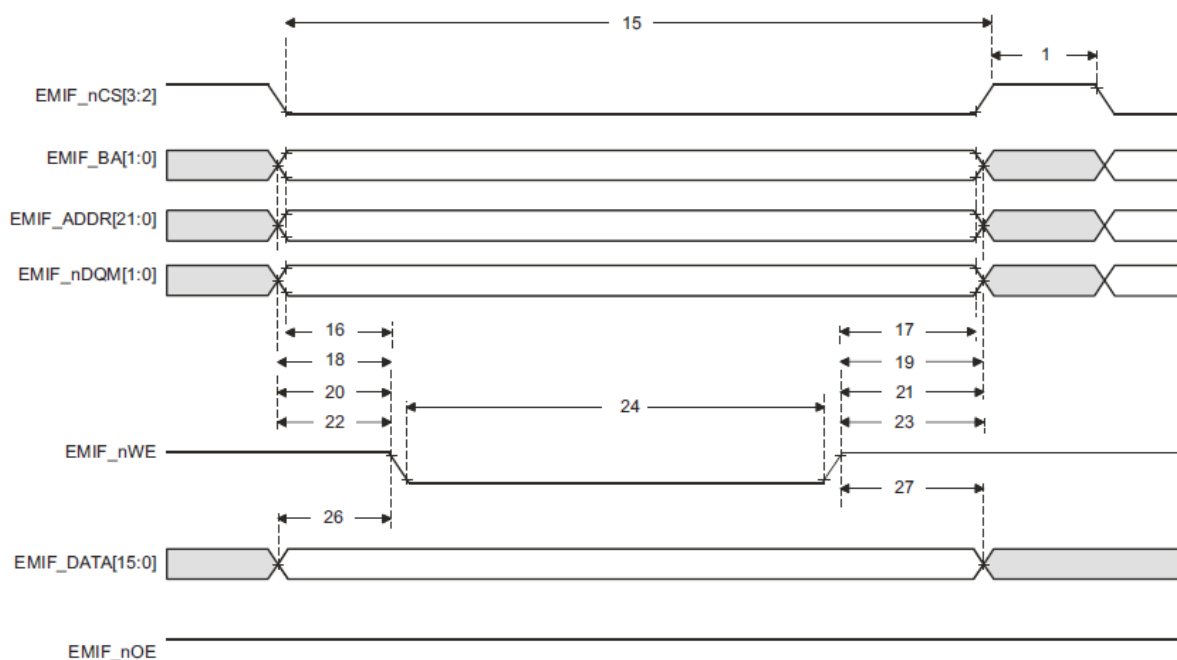 15
1
EMIF_nCS[3:2]
EMIF_BA[1:0]
EMIF_ADDR[21:0]
EMIF_nDQM[1:0]
16 17
18 19
20 21
24
22 23
EMIF_nWE
27
26
EMIF_DATA[15:0]
EMIF_nOE